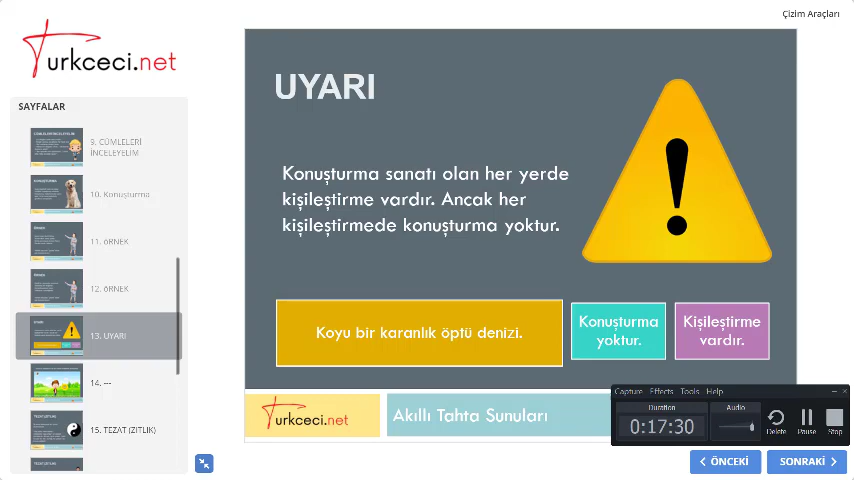 Çizim Araçları
Turkceci.net
SAYFALAR
9. CÜMLELERİ
İNCELEYELİM
10. Konuşturma
11. ÖRNEK
12. ÖRNEK
13. UYARI
14. ---
15. TEZAT (ZITLIK)
UYARI
Konuşturma sanatı olan her yerde
kişileştirme vardır. Ancak her
kişileştirmede konuşturma yoktur.
Koyu bir karanlık öptü denizi.
Konuşturma
yoktur.
Kişileştirme
vardır.
Turkceci.net
Akıllı Tahta Sunuları
Capture Effects Tools Help
Duration
0:17:30
Audio
Delete
Pause
Stop
ÖNCEKİ
SONRAKİ